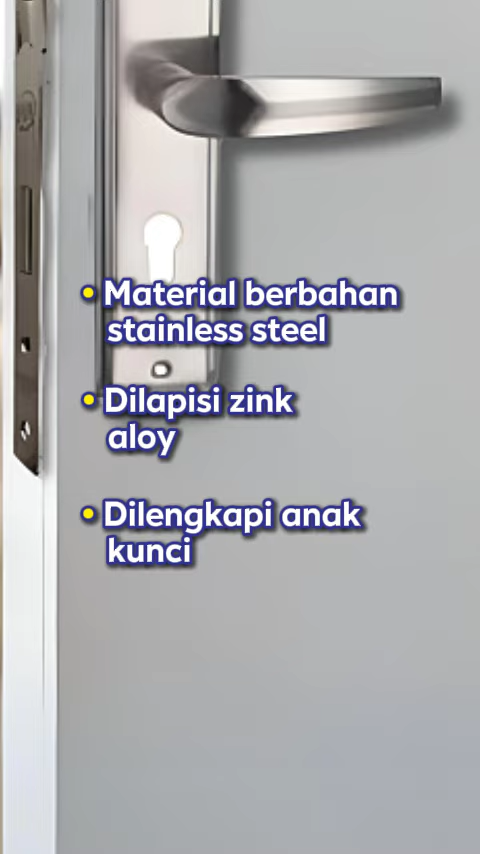 • Material berbahan
stainless steel
• Dilapisi zink
aloy
• Dilengkapi anak
kunci